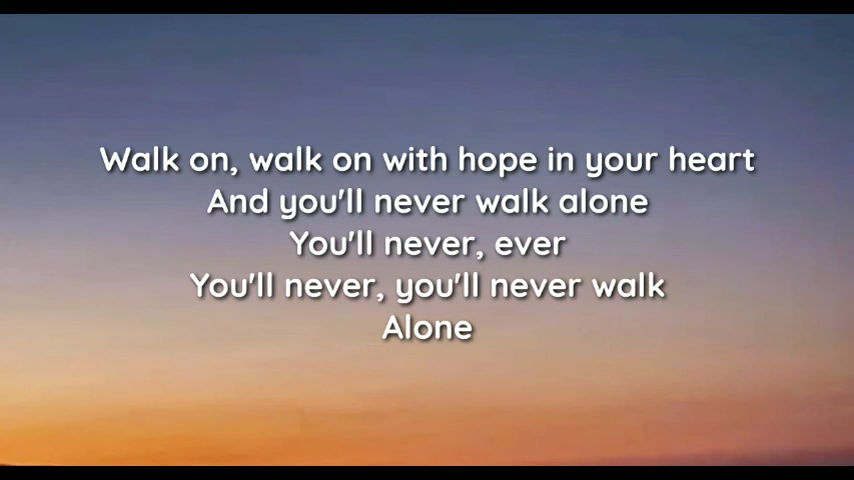 Walk on, walk on with hope in your heart
And you'll never walk alone
You'll never, ever
You'll never, you'll never walk
Alone